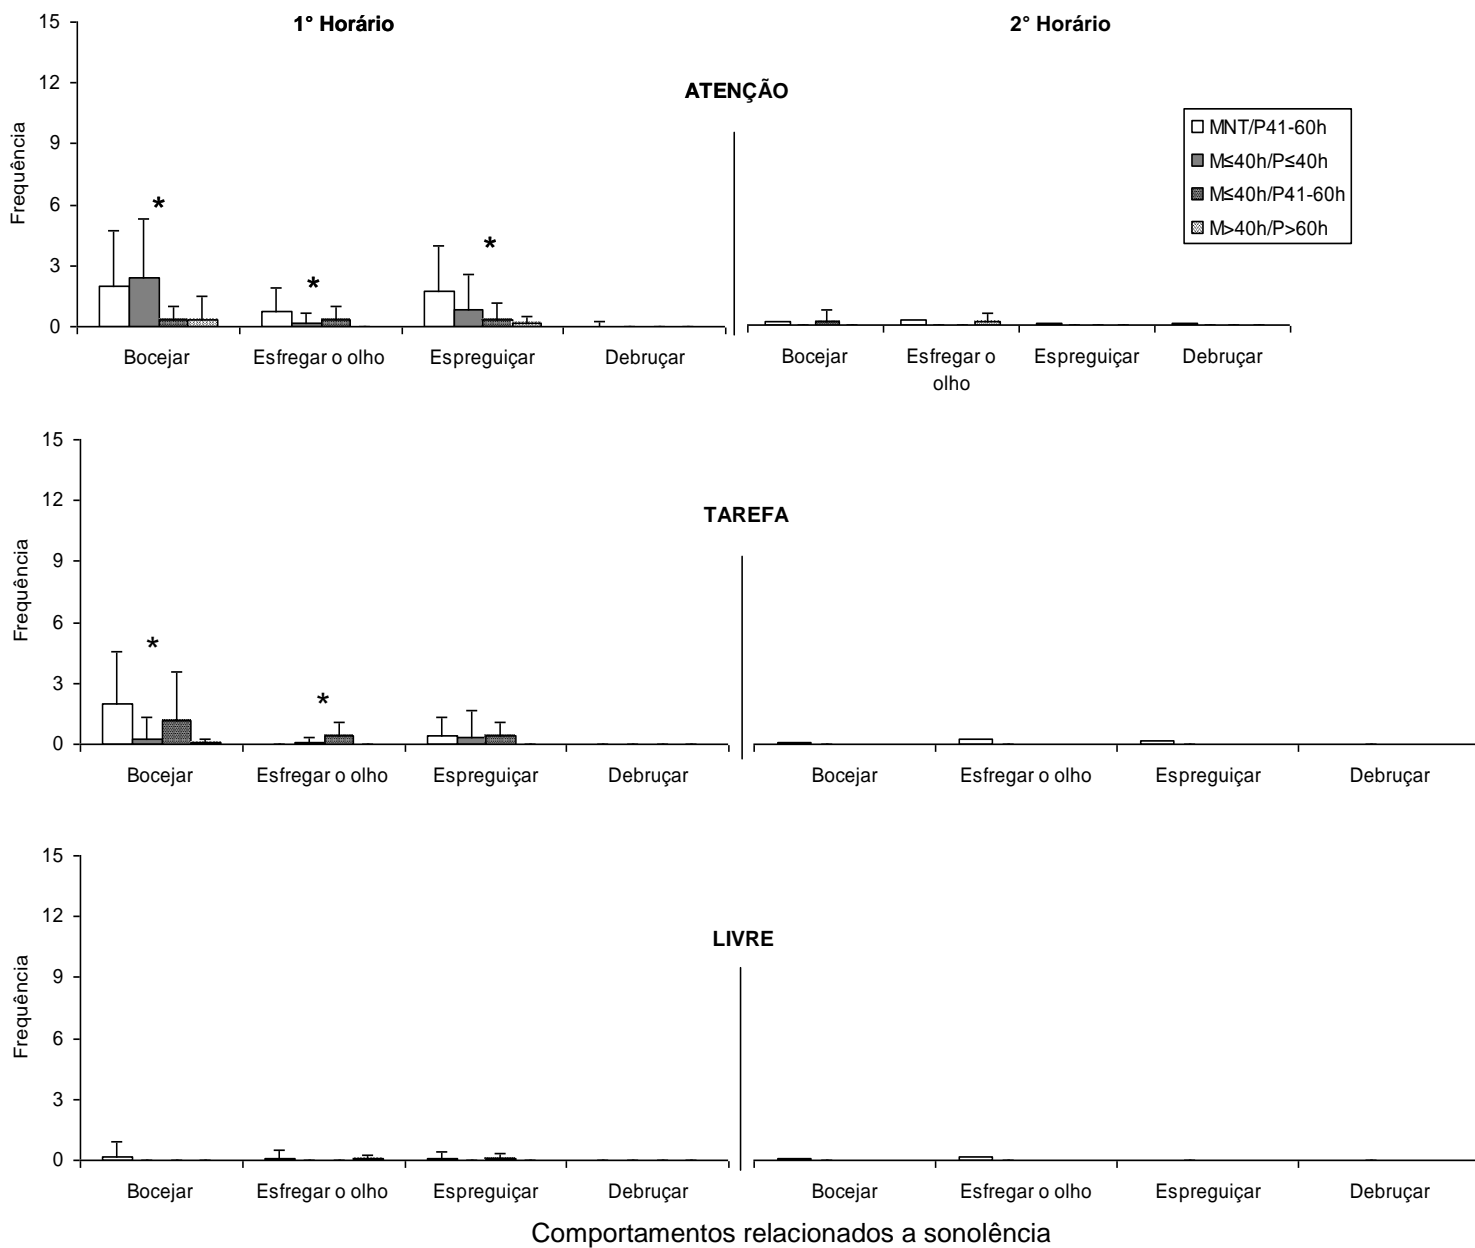 1° Horário
2° Horário
ATENÇÃO
MNT/P41-60h
M≤40h/P≤40h
M≤40h/P41-60h
M>40h/P>60h
Frequência
15
12
9
6
3
0
*
*
*
Bocejar
Esfregar o olho
Espreguiçar
Debruçar
Bocejar
Esfregar o
olho
Espreguiçar
Debruçar
TAREFA
Frequência
15
12
9
6
3
0
*
*
Bocejar
Esfregar o olho
Espreguiçar
Debruçar
Bocejar
Esfregar o olho
Espreguiçar
Debruçar
LIVRE
Frequência
15
12
9
6
3
0
Bocejar
Esfregar o olho
Espreguiçar
Debruçar
Bocejar
Esfregar o olho
Espreguiçar
Debruçar
Comportamentos relacionados a sonolência